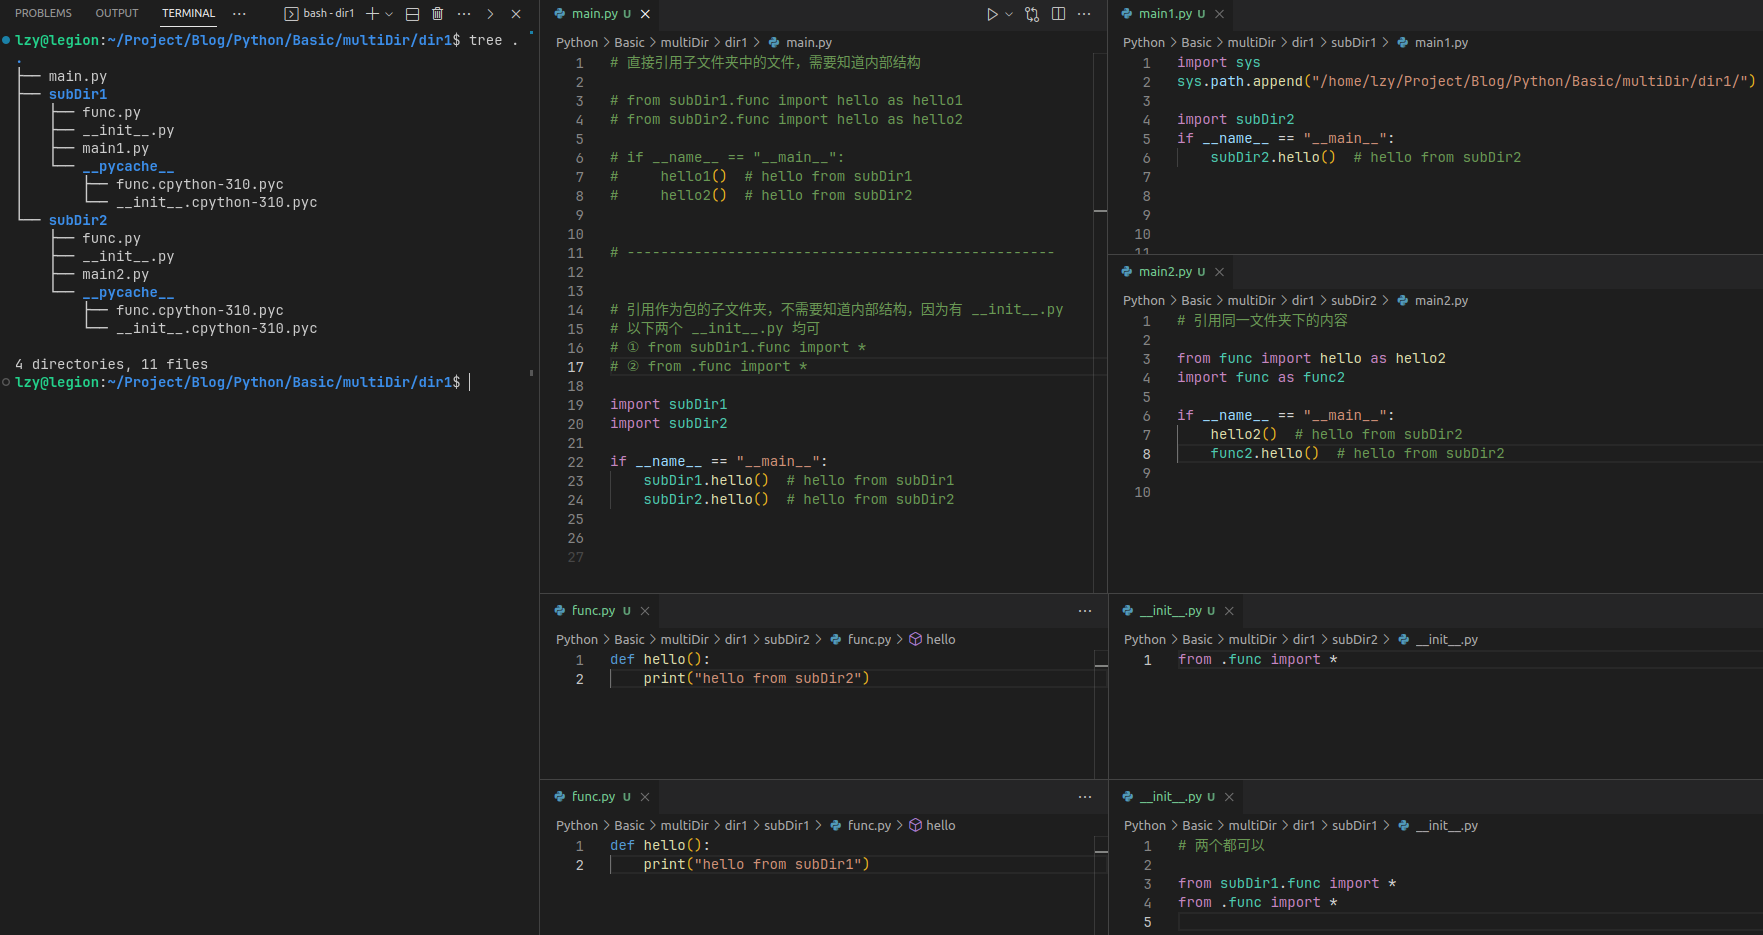 PROBLEMS OUTPUT TERMINAL ··· bash - dir1
lzy@legion:~/Project/Blog/Python/Basic/multiDir/dir1$ tree .
.
├── main.py
├── subDir1
│   ├── func.py
│   ├── __init__.py
│   ├── main1.py
│   └── __pycache__
│       ├── func.cpython-310.pyc
│       └── __init__.cpython-310.pyc
└── subDir2
    ├── func.py
    ├── __init__.py
    ├── main2.py
    └── __pycache__
        ├── func.cpython-310.pyc
        └── __init__.cpython-310.pyc
4 directories, 11 files
lzy@legion:~/Project/Blog/Python/Basic/multiDir/dir1$
main.py U
Python > Basic > multiDir > dir1 > main.py
1 # 直接引用子文件夹中的文件，需要知道内部结构
2
3 # from subDir1.func import hello as hello1
4 # from subDir2.func import hello as hello2
5
6 # if __name__ == "__main__":
7 #     hello1()  # hello from subDir1
8 #     hello2()  # hello from subDir2
9
10
11 # ---------------------------------------------------
12
13
14 # 引用作为包的子文件夹，不需要知道内部结构，因为有 __init__.py
15 # 以下两个 __init__.py 均可
16 # ① from subDir1.func import *
17 # ② from .func import *
18
19 import subDir1
20 import subDir2
21
22 if __name__ == "__main__":
23     subDir1.hello()  # hello from subDir1
24     subDir2.hello()  # hello from subDir2
25
26
27
main1.py U
Python > Basic > multiDir > dir1 > subDir1 > main1.py
1 import sys
2 sys.path.append("/home/lzy/Project/Blog/Python/Basic/multiDir/dir1/")
3
4 import subDir2
5 if __name__ == "__main__":
6     subDir2.hello()  # hello from subDir2
7
8
9
10
11
main2.py U
Python > Basic > multiDir > dir1 > subDir2 > main2.py
1 # 引用同一文件夹下的内容
2
3 from func import hello as hello2
4 import func as func2
5
6 if __name__ == "__main__":
7     hello2()  # hello from subDir2
8     func2.hello()  # hello from subDir2
9
10
func.py U
Python > Basic > multiDir > dir1 > subDir2 > func.py > hello
1 def hello():
2     print("hello from subDir2")
__init__.py U
Python > Basic > multiDir > dir1 > subDir2 > __init__.py
1 from .func import *
func.py U
Python > Basic > multiDir > dir1 > subDir1 > func.py > hello
1 def hello():
2     print("hello from subDir1")
__init__.py U
Python > Basic > multiDir > dir1 > subDir1 > __init__.py
1 # 两个都可以
2
3 from subDir1.func import *
4 from .func import *
5